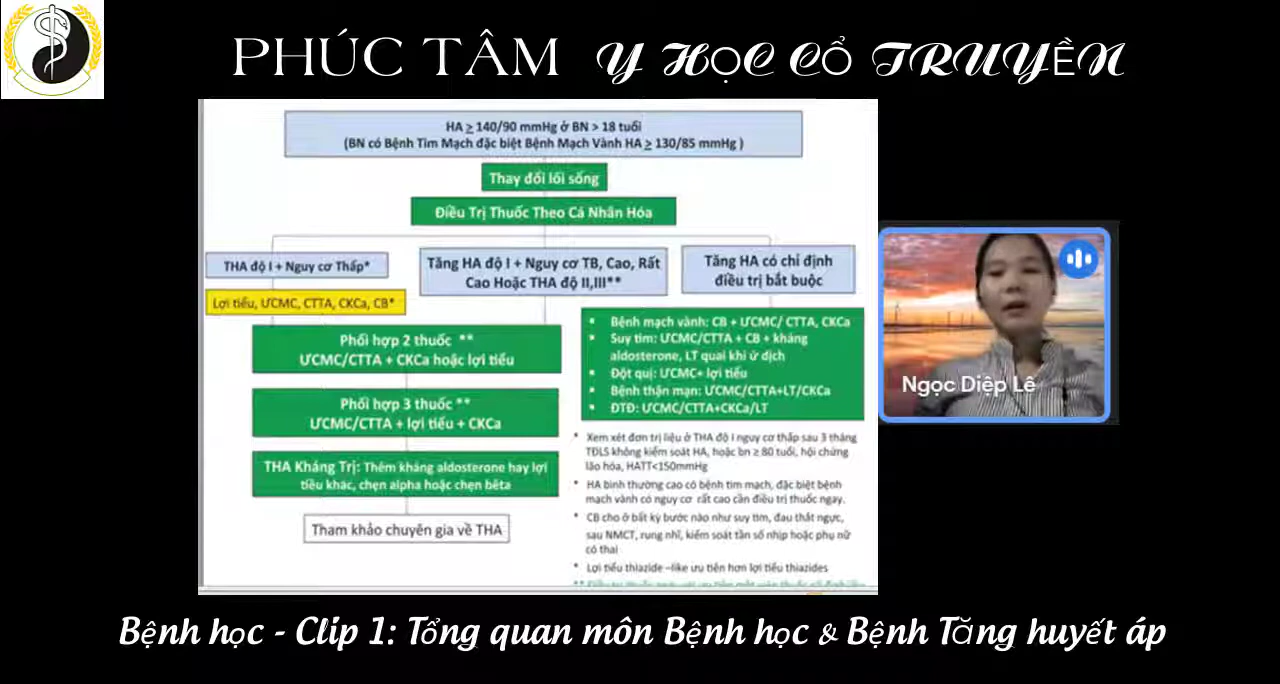 PHÚC TÂM Y HỌC CỔ TRUYỀN
HA ≥ 140/90 mmHg ở BN > 18 tuổi
(BN có Bệnh Tim Mạch đặc biệt Bệnh Mạch Vành HA ≥ 130/85 mmHg )
Thay đổi lối sống
Điều Trị Thuốc Theo Cá Nhân Hóa
THA độ I + Nguy cơ Thấp*
Lợi tiểu, ƯCMC, CTTA, CKCa, CB*
Tăng HA độ I + Nguy cơ TB, Cao, Rất
Cao Hoặc THA độ II,III**
Tăng HA có chỉ định
điều trị bắt buộc
Phối hợp 2 thuốc **
ƯCMC/CTTA + CKCa hoặc lợi tiểu
Phối hợp 3 thuốc **
ƯCMC/CTTA + lợi tiểu + CKCa
THA Kháng Trị: Thêm kháng aldosterone hay lợi
tiểu khác, chẹn alpha hoặc chẹn bêta
Tham khảo chuyên gia về THA
▪ Bệnh mạch vành: CB + ƯCMC/ CTTA, CKCa
▪ Suy tim: ƯCMC/CTTA + CB + kháng
aldosterone, LT quai khi ứ dịch
▪ Đột quị: ƯCMC+ lợi tiểu
▪ Bệnh thận mạn: ƯCMC/CTTA+LT/CKCa
▪ ĐTĐ: ƯCMC/CTTA+CKCa/LT
* Xem xét đơn trị liệu ở THA độ I nguy cơ thấp sau 3 tháng
TĐLS không kiểm soát HA, hoặc bn ≥ 80 tuổi, hội chứng
lão hóa, HATT<150mmHg
* HA bình thường cao có bệnh tim mạch, đặc biệt bệnh
mạch vành có nguy cơ rất cao cần điều trị thuốc ngay.
* CB cho ở bất kỳ bước nào như suy tim, đau thắt ngực,
sau NMCT, rung nhĩ, kiểm soát tần số nhịp hoặc phụ nữ
có thai
* Lợi tiểu thiazide –like ưu tiên hơn lợi tiểu thiazides
Ngọc Diệp Lê
Bệnh học - Clip 1: Tổng quan môn Bệnh học & Bệnh Tăng huyết áp